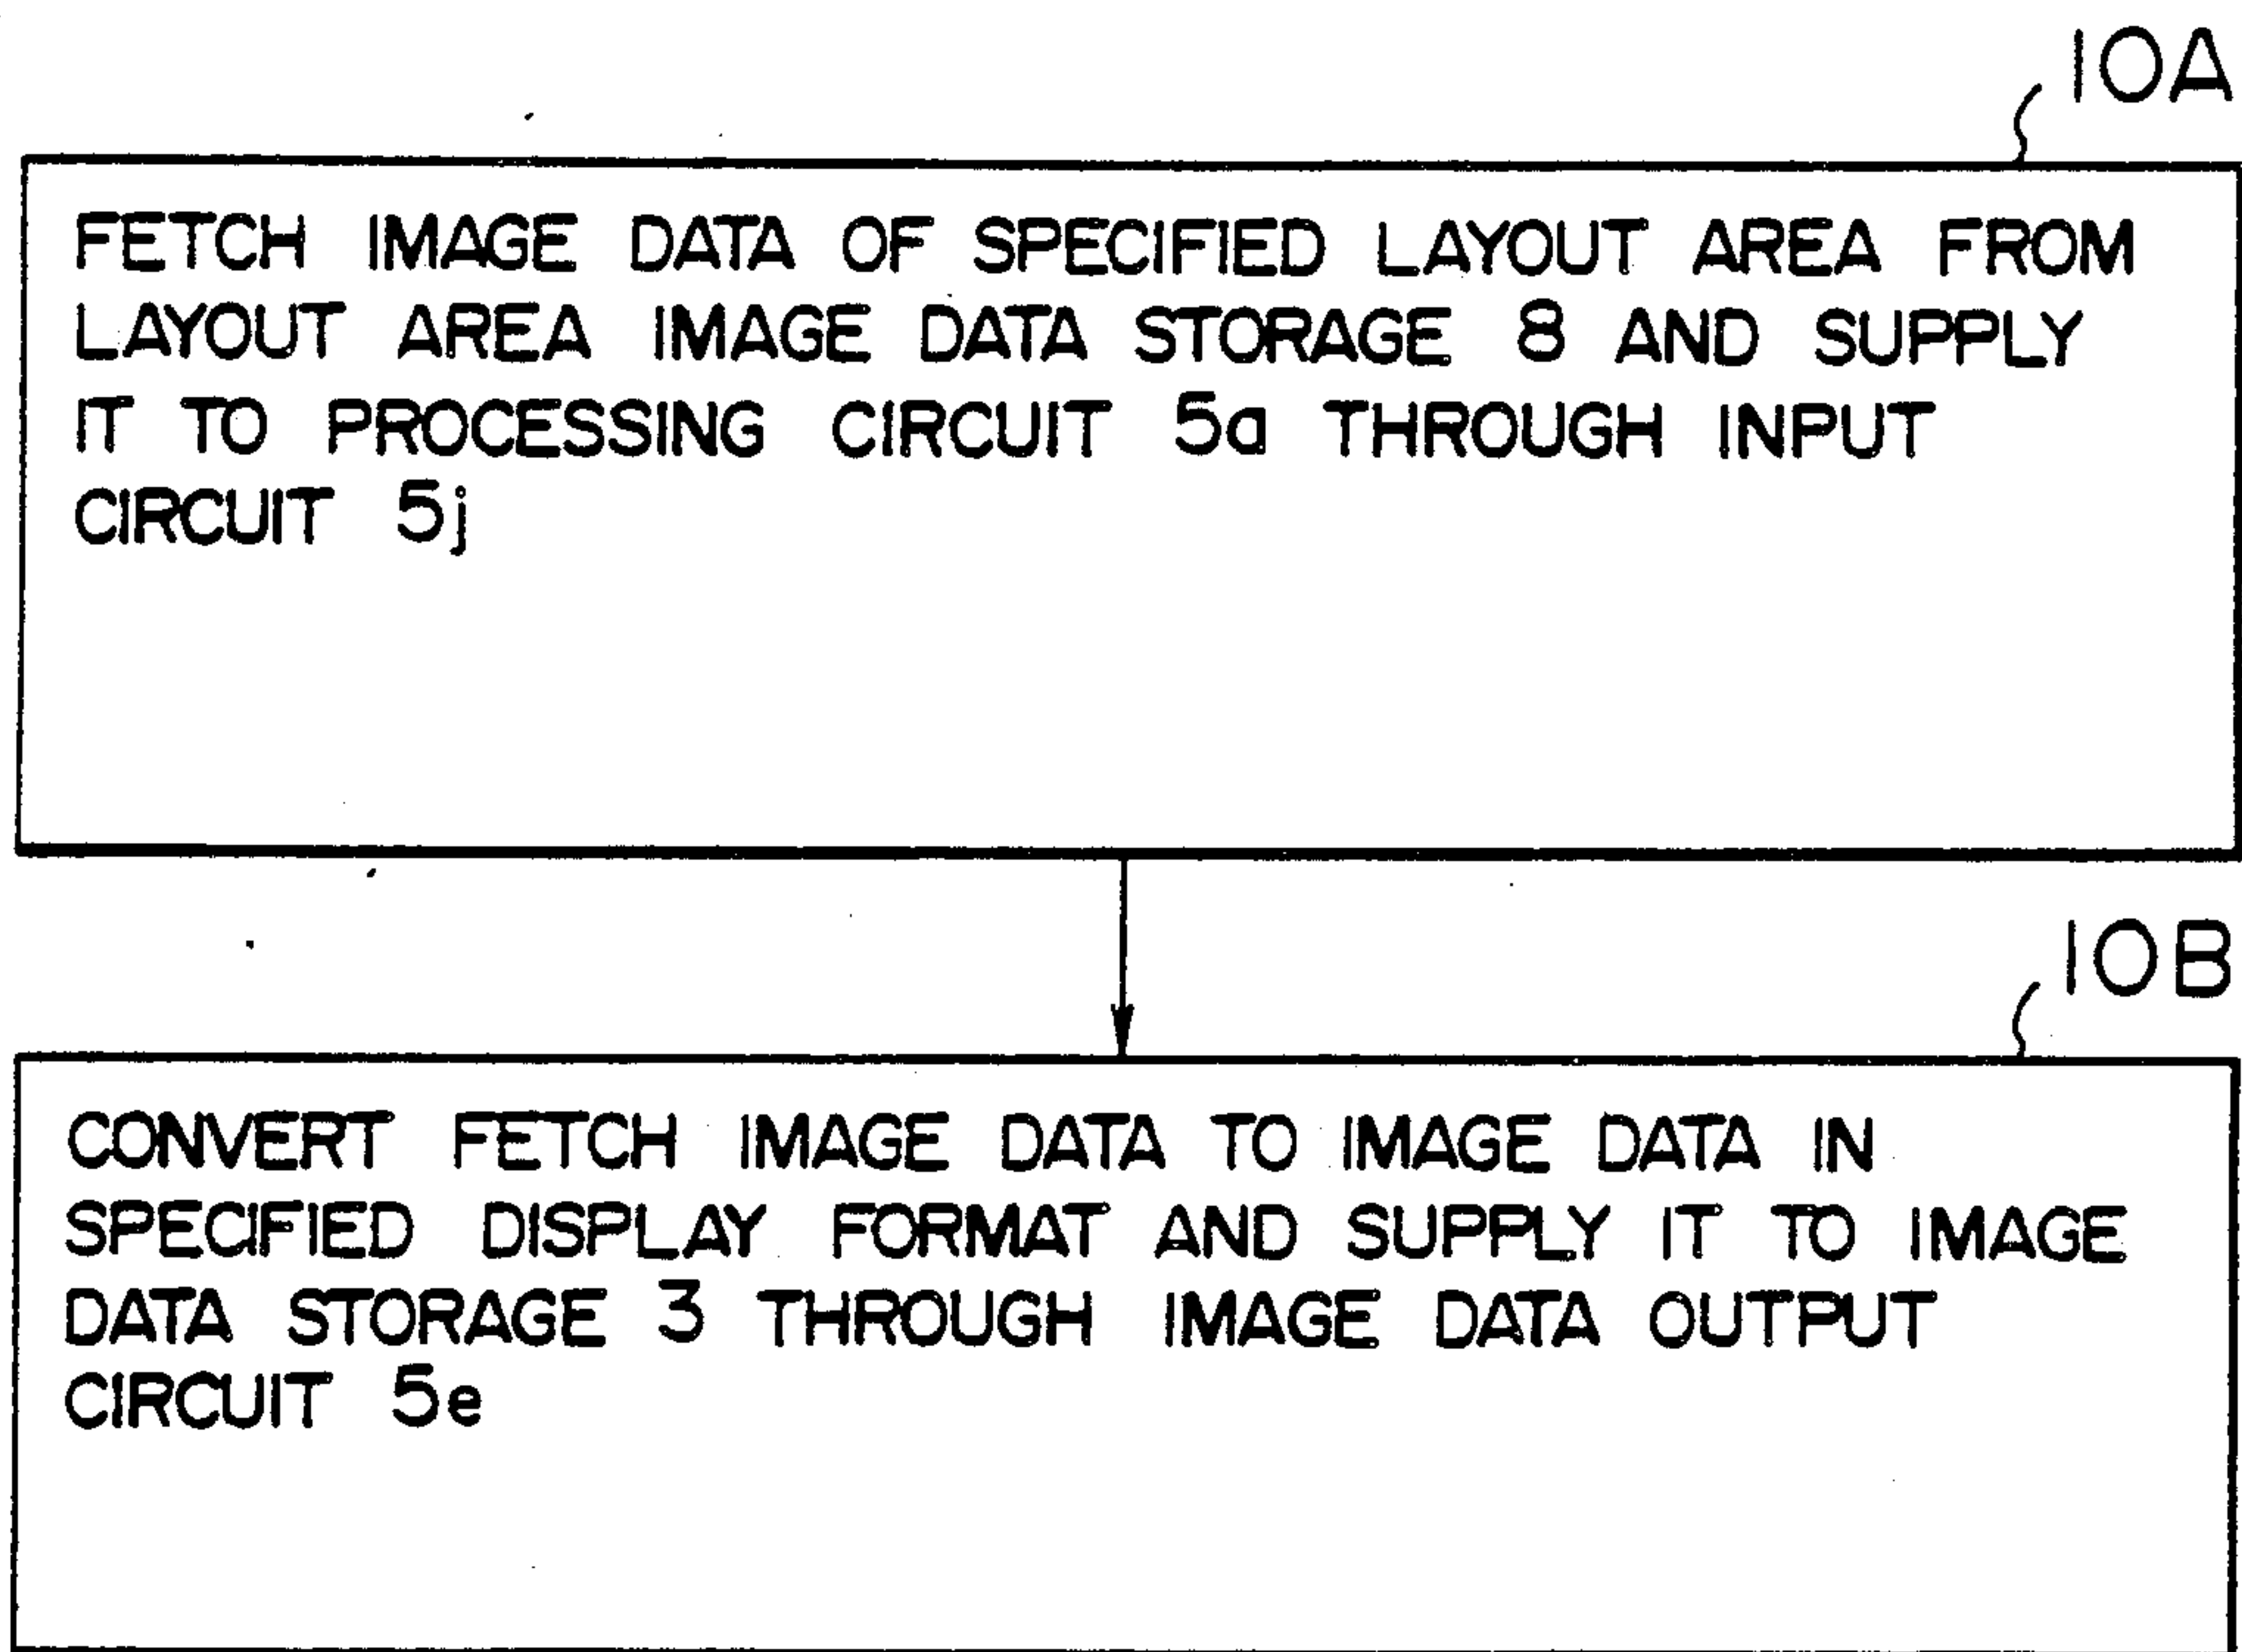 10A
FETCH IMAGE DATA OF SPECIFIED LAYOUT AREA FROM
LAYOUT AREA IMAGE DATA STORAGE 8 AND SUPPLY
IT TO PROCESSING CIRCUIT 5a THROUGH INPUT
CIRCUIT 5j
10B
CONVERT FETCH IMAGE DATA TO IMAGE DATA IN
SPECIFIED DISPLAY FORMAT AND SUPPLY IT TO IMAGE
DATA STORAGE 3 THROUGH IMAGE DATA OUTPUT
CIRCUIT 5e